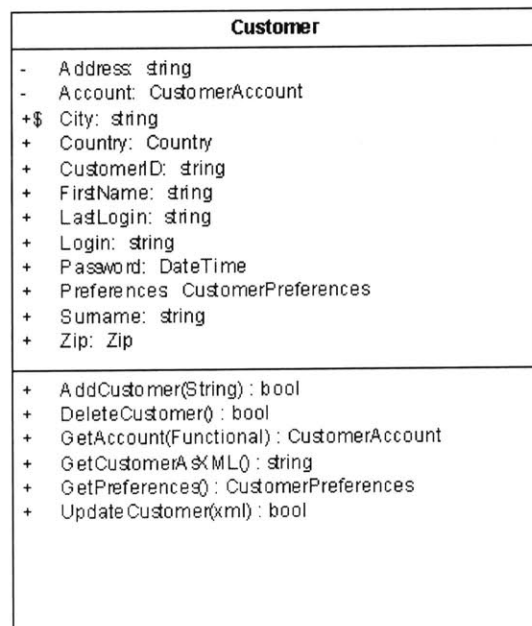 Customer
- Address: string
- Account: CustomerAccount
+$ City: string
+ Country: Country
+ CustomerID: string
+ FirstName: string
+ LastLogin: string
+ Login: string
+ Password: DateTime
+ Preferences: CustomerPreferences
+ Surname: string
+ Zip: Zip
+ AddCustomer(String) : bool
+ DeleteCustomer() : bool
+ GetAccount(Functional) : CustomerAccount
+ GetCustomerAsXML() : string
+ GetPreferences() : CustomerPreferences
+ UpdateCustomer(xml) : bool